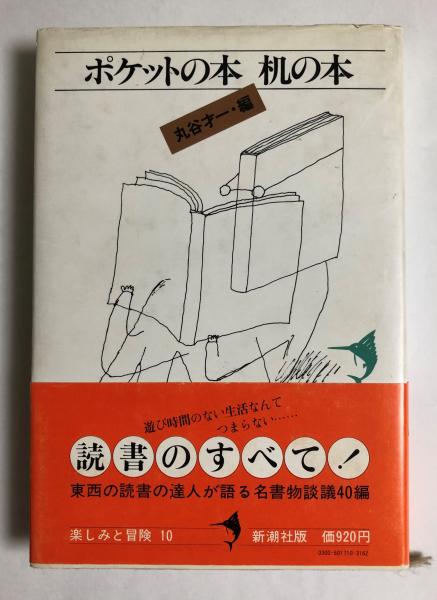 ポケットの本 机の本
丸谷才一・編
遊び時間のない生活なんて
つまらない……
読書のすべて!
東西の読書の達人が語る名書物談議40編
楽しみと冒険 10 新潮社版 価920円
0300-601710-3162